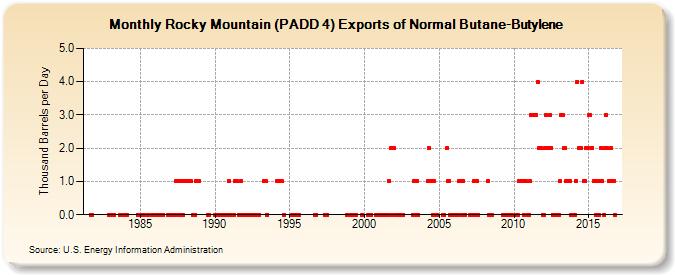 Monthly Rocky Mountain (PADD 4) Exports of Normal Butane-Butylene
Thousand Barrels per Day
5.0
4.0
3.0
2.0
1.0
0.0
1985 1990 1995 2000 2005 2010 2015
Source: U.S. Energy Information Administration